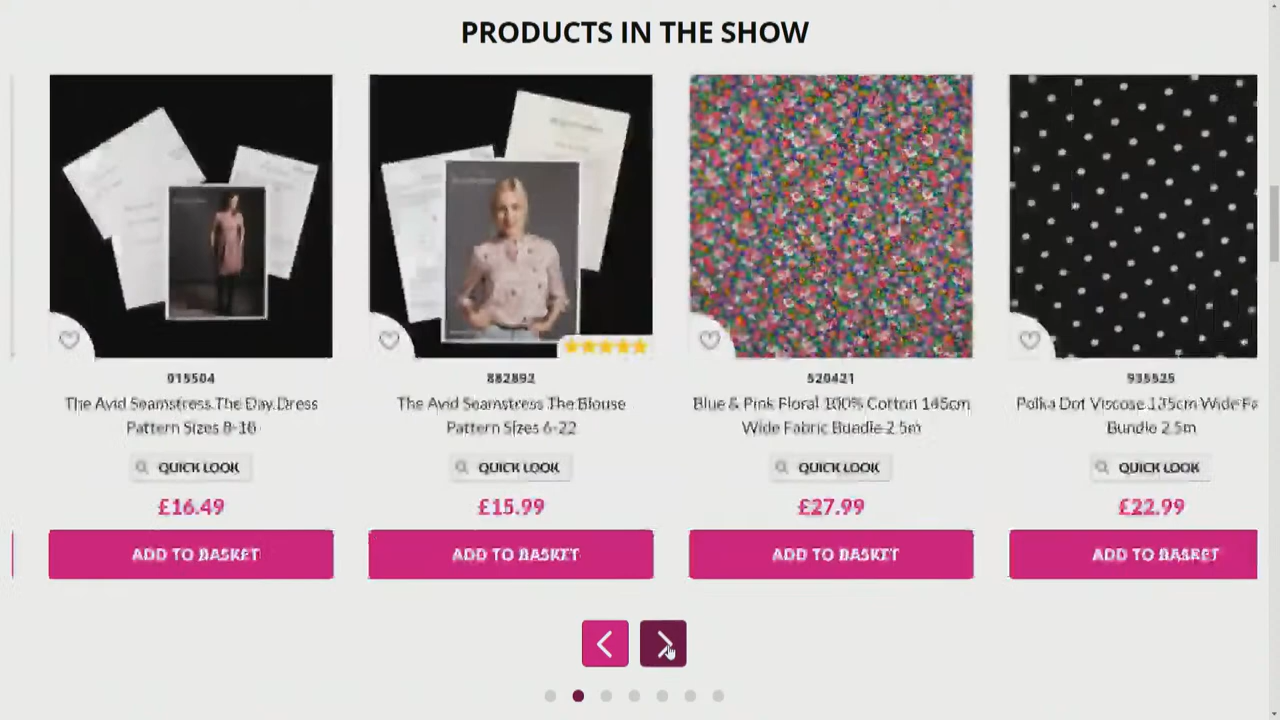 PRODUCTS IN THE SHOW
015504
The Avid Seamstress The Day Dress
Pattern Sizes 8-18
QUICK LOOK
£16.49
ADD TO BASKET
882892
The Avid Seamstress The Blouse
Pattern Sizes 6-22
QUICK LOOK
£15.99
ADD TO BASKET
520421
Blue & Pink Floral 100% Cotton 145cm
Wide Fabric Bundle 2.5m
QUICK LOOK
£27.99
ADD TO BASKET
935525
Polka Dot Viscose 135cm Wide Fa
Bundle 2.5m
QUICK LOOK
£22.99
ADD TO BASKET